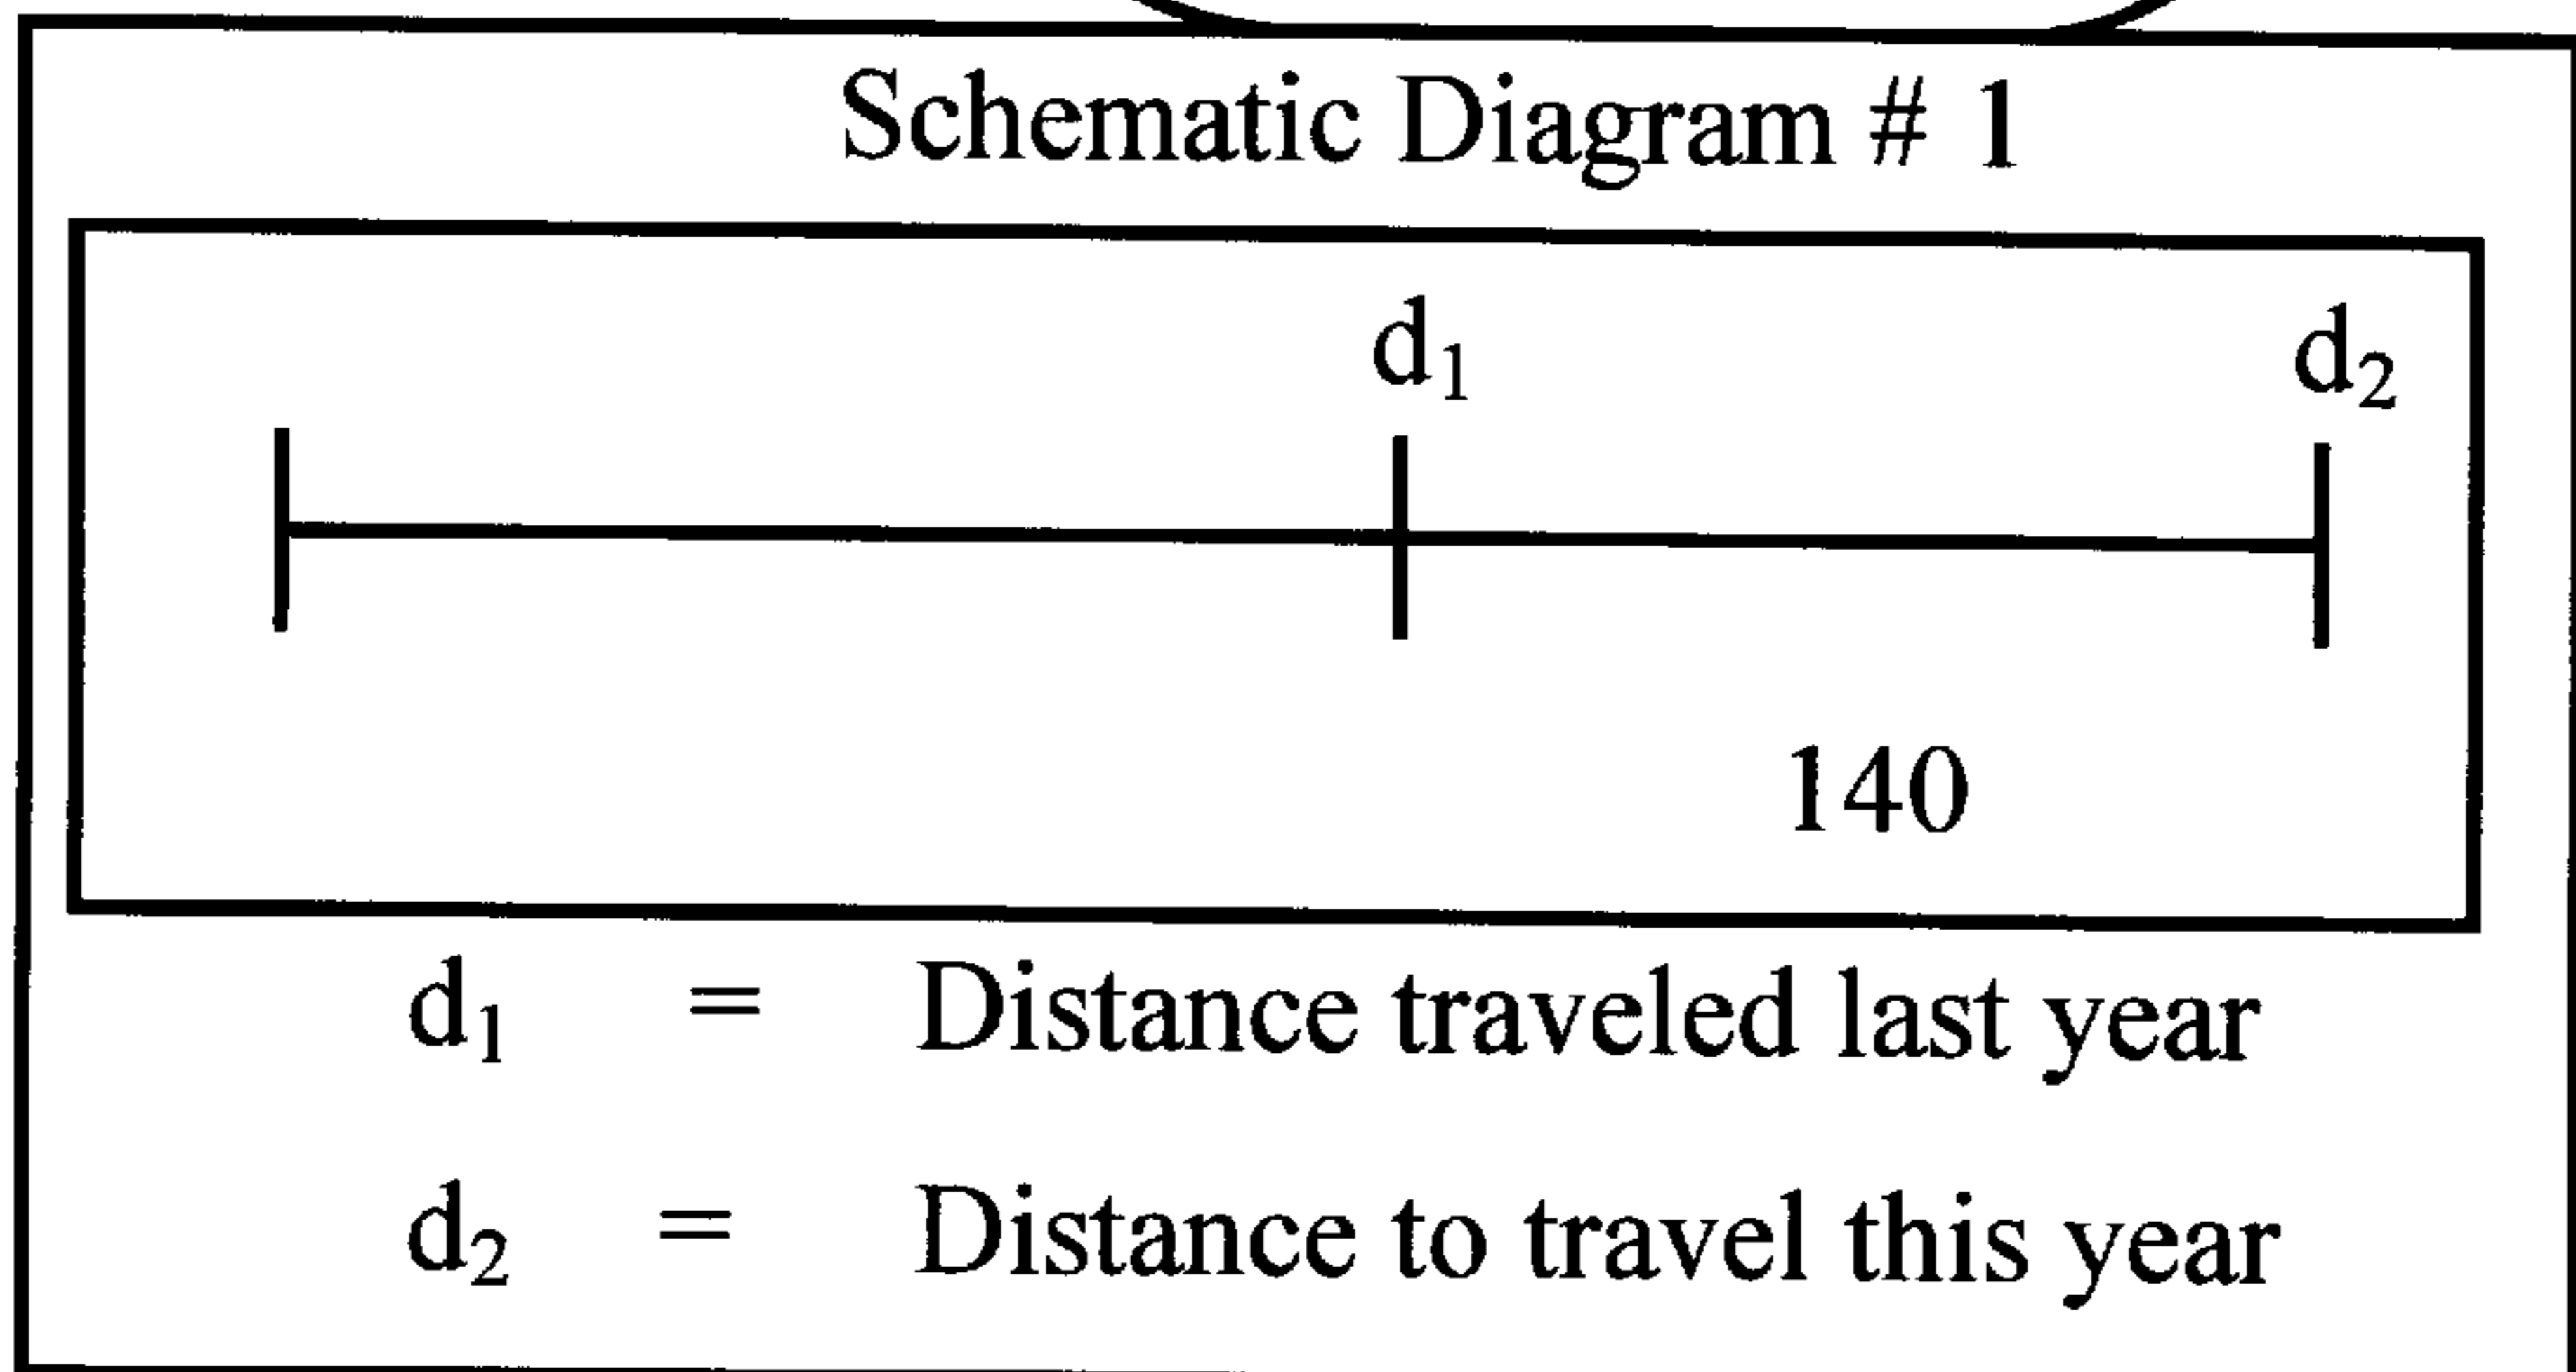 Schematic Diagram # 1
d₁ d₂
140
d₁ = Distance traveled last year
d₂ = Distance to travel this year